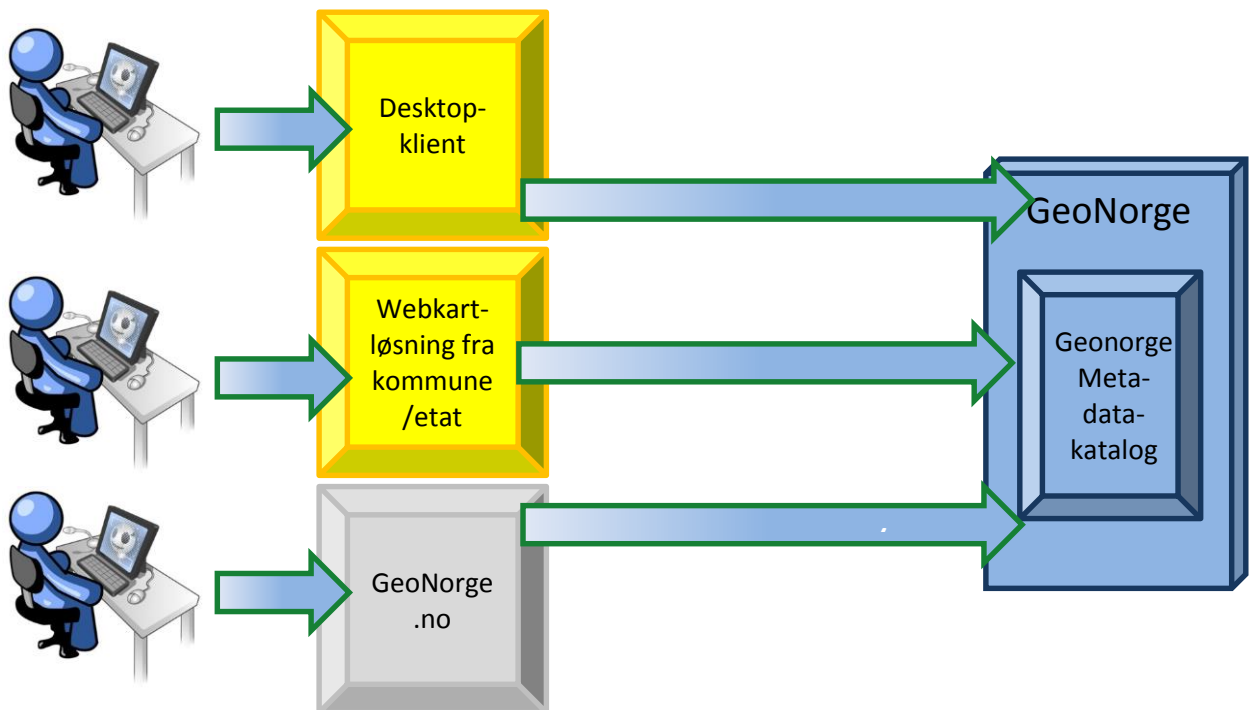 Desktop-
klient
GeoNorge
Webkart-
løsning fra
kommune
/etat
Geonorge
Meta-
data-
katalog
GeoNorge
.no